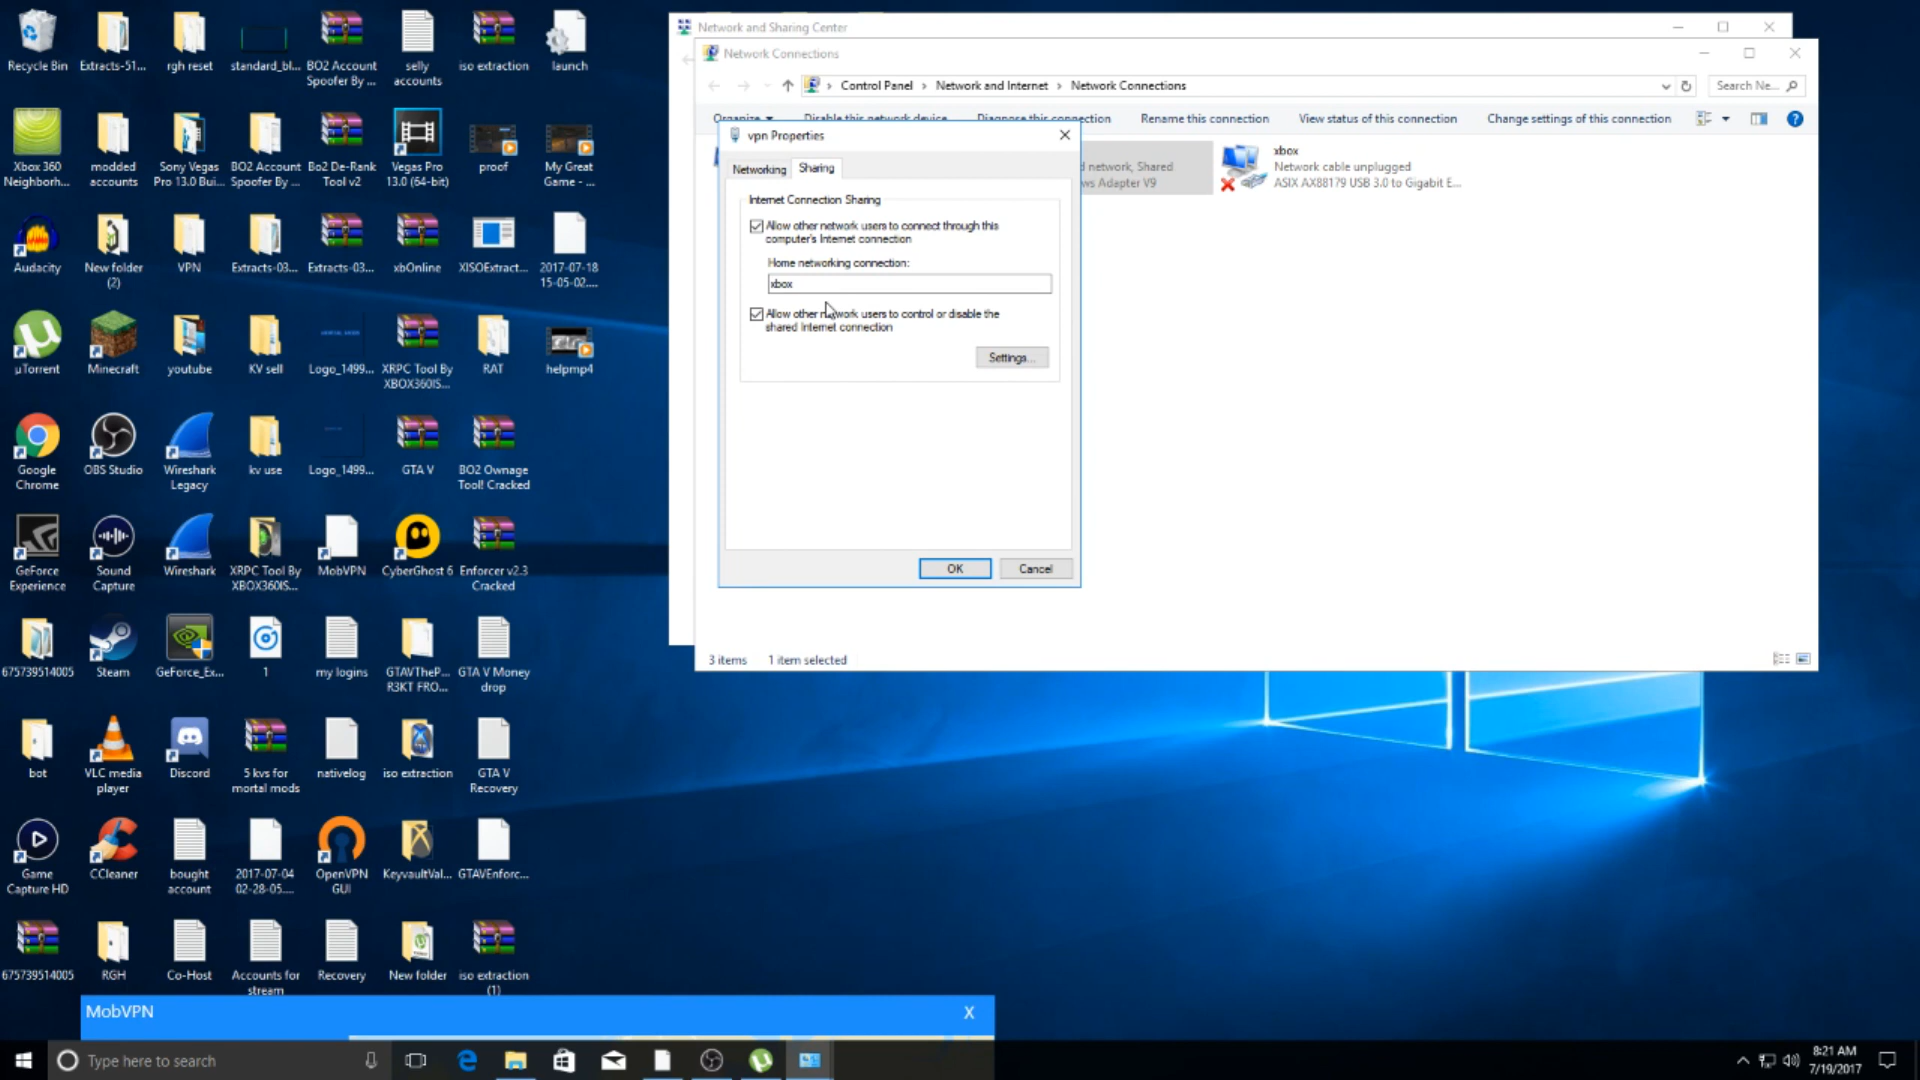 Recycle Bin
Extracts-51...
rgh reset
standard_bl...
BO2 Account
Spoofer By ...
selly
accounts
iso extraction
launch
Xbox 360
Neighborh...
modded
accounts
Sony Vegas
Pro 13.0 Bui...
BO2 Account
Spoofer By ...
Bo2 De-Rank
Tool v2
Vegas Pro
13.0 (64-bit)
proof
My Great
Game - ...
Audacity
New folder
(2)
VPN
Extracts-03...
Extracts-03...
xbOnline
XISOExtract...
2017-07-18
15-05-02....
µTorrent
Minecraft
youtube
KV sell
Logo_1499...
XRPC Tool By
XBOX360IS...
RAT
helpmp4
Google
Chrome
OBS Studio
Wireshark
Legacy
kv use
Logo_1499...
GTA V
BO2 Ownage
Tool! Cracked
GeForce
Experience
Sound
Capture
Wireshark
XRPC Tool By
XBOX360IS...
MobVPN
CyberGhost 6
Enforcer v2.3
Cracked
675739514005
Steam
GeForce_Ex...
1
my logins
GTAVTheP...
R3KT FRO...
GTA V Money
drop
bot
VLC media
player
Discord
5 kvs for
mortal mods
nativelog
iso extraction
GTA V
Recovery
Game
Capture HD
CCleaner
bought
account
2017-07-04
02-28-05....
OpenVPN
GUI
KeyvaultVal...
GTAVEnforc...
675739514005
RGH
Co-Host
Accounts for
stream
Recovery
New folder
iso extraction
(1)
Network and Sharing Center
Network Connections
Control Panel › Network and Internet › Network Connections
Search Ne...
Organize
Disable this network device
Diagnose this connection
Rename this connection
View status of this connection
Change settings of this connection
vpn Properties
Networking
Sharing
Internet Connection Sharing
Allow other network users to connect through this
computer's Internet connection
Home networking connection:
xbox
Allow other network users to control or disable the
shared Internet connection
Settings...
OK
Cancel
d network, Shared
ws Adapter V9
xbox
Network cable unplugged
ASIX AX88179 USB 3.0 to Gigabit E...
3 items
1 item selected
MobVPN
X
Type here to search
8:21 AM
7/19/2017